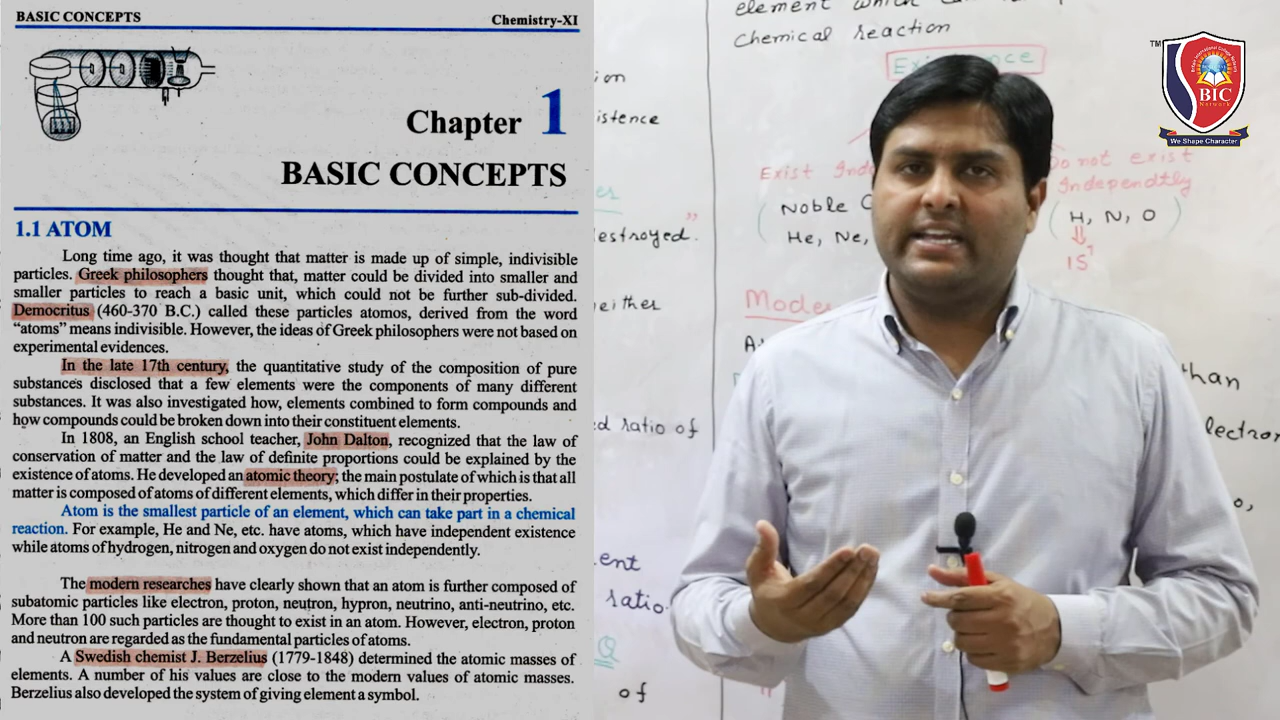 BASIC CONCEPTS
Chemistry-XI
Chapter 1
BASIC CONCEPTS
1.1 ATOM
Long time ago, it was thought that matter is made up of simple, indivisible
particles. Greek philosophers thought that, matter could be divided into smaller and
smaller particles to reach a basic unit, which could not be further sub-divided.
Democritus (460-370 B.C.) called these particles atomos, derived from the word
“atoms” means indivisible. However, the ideas of Greek philosophers were not based on
experimental evidences.
In the late 17th century, the quantitative study of the composition of pure
substances disclosed that a few elements were the components of many different
substances. It was also investigated how, elements combined to form compounds and
how compounds could be broken down into their constituent elements.
In 1808, an English school teacher, John Dalton, recognized that the law of
conservation of matter and the law of definite proportions could be explained by the
existence of atoms. He developed an atomic theory; the main postulate of which is that all
matter is composed of atoms of different elements, which differ in their properties.
Atom is the smallest particle of an element, which can take part in a chemical
reaction. For example, He and Ne, etc. have atoms, which have independent existence
while atoms of hydrogen, nitrogen and oxygen do not exist independently.
The modern researches have clearly shown that an atom is further composed of
subatomic particles like electron, proton, neutron, hypron, neutrino, anti-neutrino, etc.
More than 100 such particles are thought to exist in an atom. However, electron, proton
and neutron are regarded as the fundamental particles of atoms.
A Swedish chemist J. Berzelius (1779-1848) determined the atomic masses of
elements. A number of his values are close to the modern values of atomic masses.
Berzelius also developed the system of giving element a symbol.
element which
chemical reaction
ion
istence
Exist
Noble
He, Ne,
Do not exist
Independtly
(H, N, O)
1S¹
estroyed."
either
Mode
than
lectron
ed ratio of
ent
ratio.
Q
of
TM
BIC
Network
We Shape Character